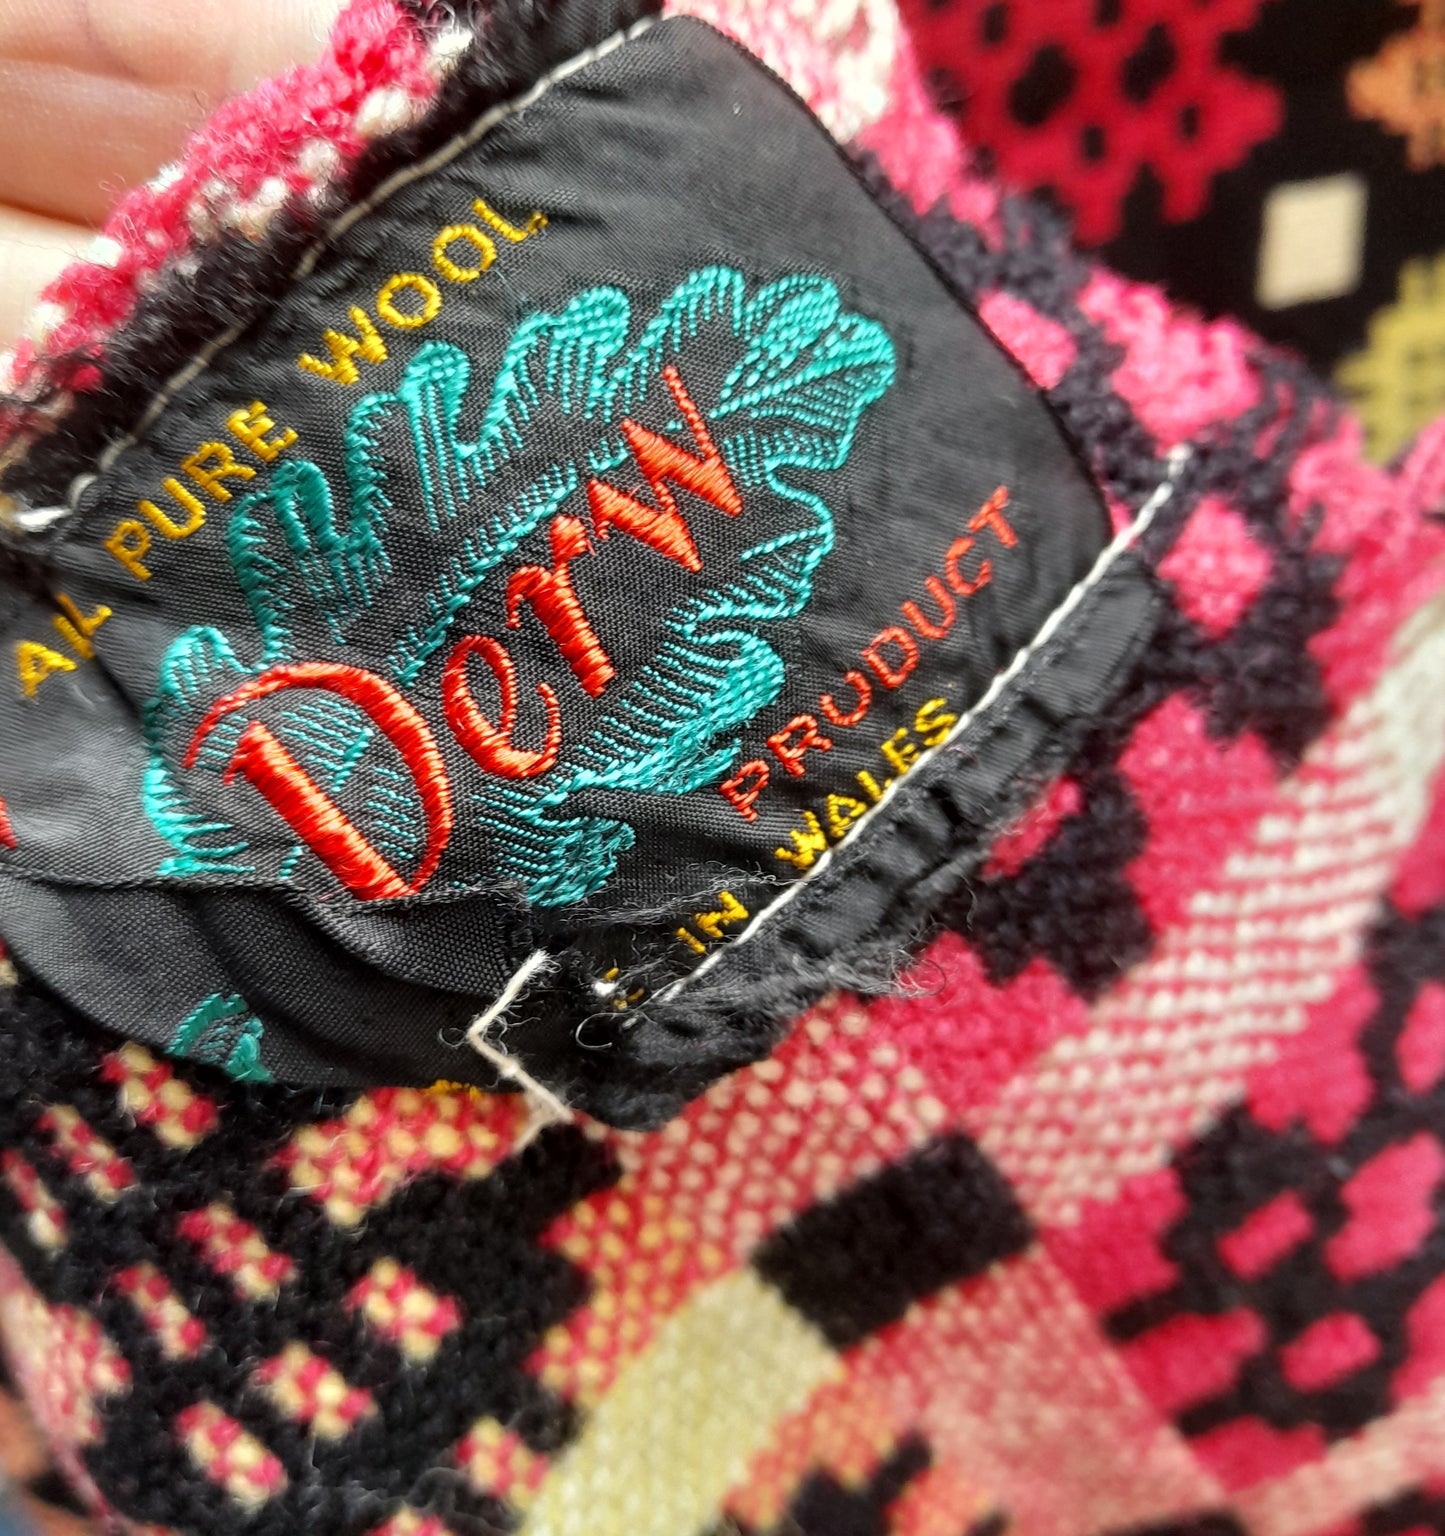 AL PURE WOOL
Derw
PRODUCT
IN WALES